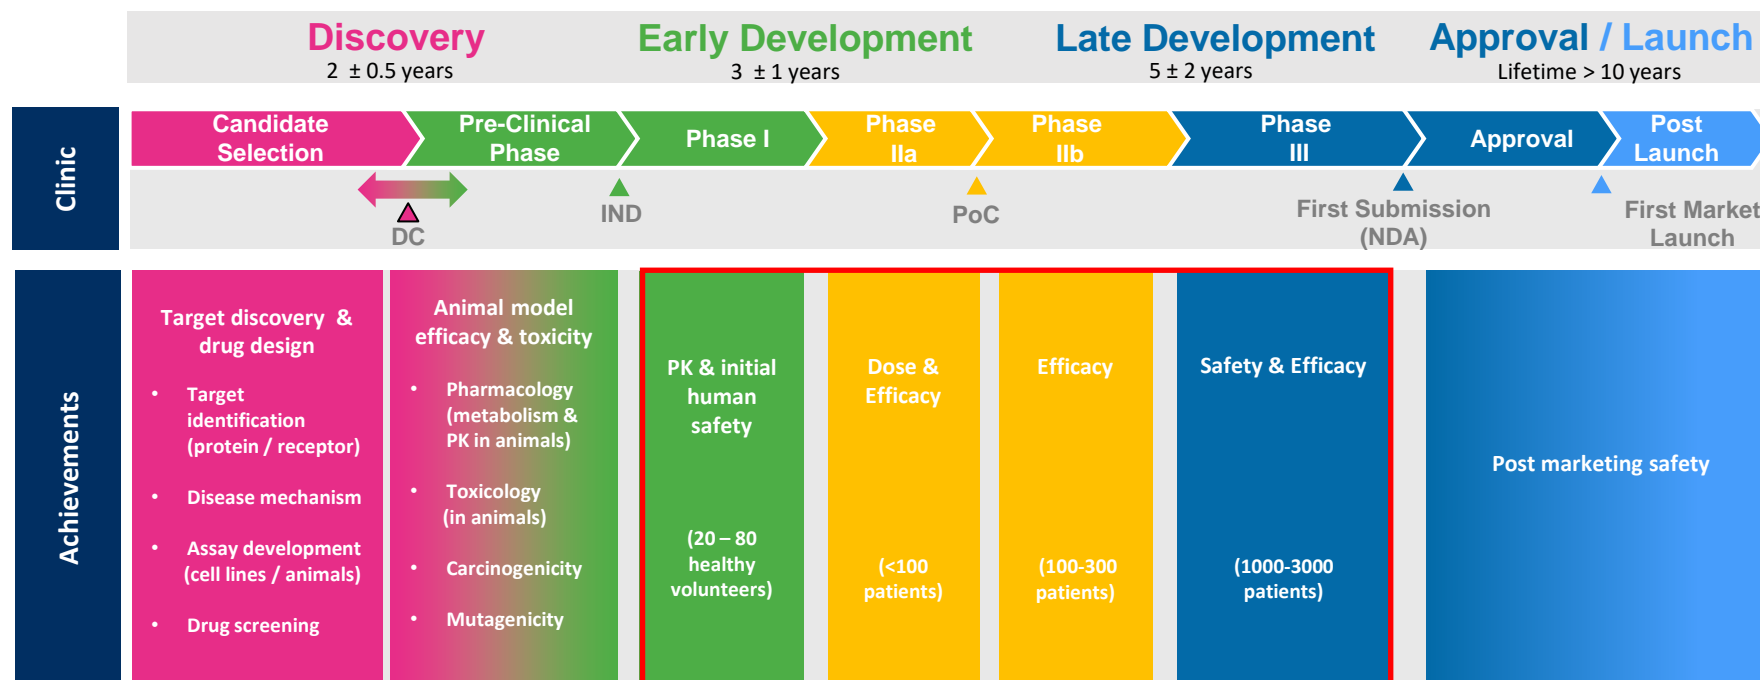 Discovery
2 ± 0.5 years
Early Development
3 ± 1 years
Late Development
5 ± 2 years
Approval / Launch
Lifetime > 10 years
Clinic
Candidate
Selection
Pre-Clinical
Phase
Phase I
Phase
IIa
Phase
IIb
Phase
III
Approval
Post
Launch
DC
IND
PoC
First Submission
(NDA)
First Market
Launch
Achievements
Target discovery &
drug design
• Target
identification
(protein / receptor)
• Disease mechanism
• Assay development
(cell lines / animals)
• Drug screening
Animal model
efficacy & toxicity
• Pharmacology
(metabolism &
PK in animals)
• Toxicology
(in animals)
• Carcinogenicity
• Mutagenicity
PK & initial
human
safety
(20 – 80
healthy
volunteers)
Dose &
Efficacy
(<100
patients)
Efficacy
(100-300
patients)
Safety & Efficacy
(1000-3000
patients)
Post marketing safety